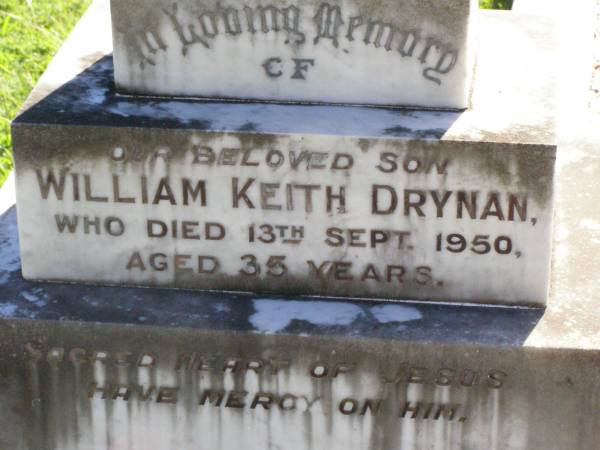 In Loving Memory
OF
OUR BELOVED SON
WILLIAM KEITH DRYNAN,
WHO DIED 13TH SEPT. 1950,
AGED 35 YEARS.
SACRED HEART OF JESUS
HAVE MERCY ON HIM.